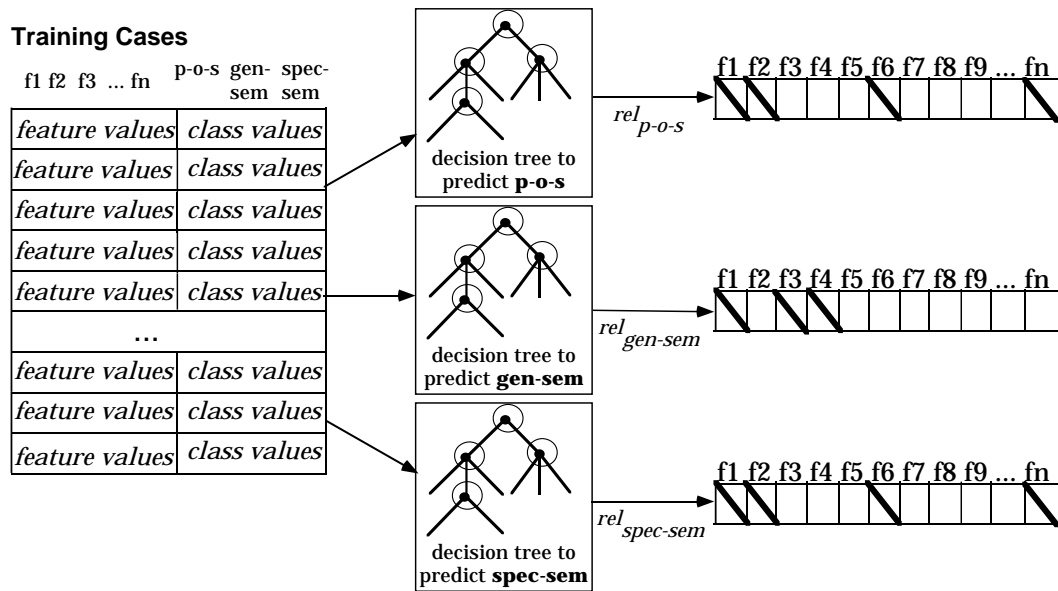 Training Cases
f1 f2 f3 ... fn
p-o-s gen-sem spec-sem
feature values class values
feature values class values
feature values class values
feature values class values
feature values class values
...
feature values class values
feature values class values
feature values class values
decision tree to
predict p-o-s
rel p-o-s
f1 f2 f3 f4 f5 f6 f7 f8 f9 ... fn
decision tree to
predict gen-sem
rel gen-sem
f1 f2 f3 f4 f5 f6 f7 f8 f9 ... fn
decision tree to
predict spec-sem
rel spec-sem
f1 f2 f3 f4 f5 f6 f7 f8 f9 ... fn